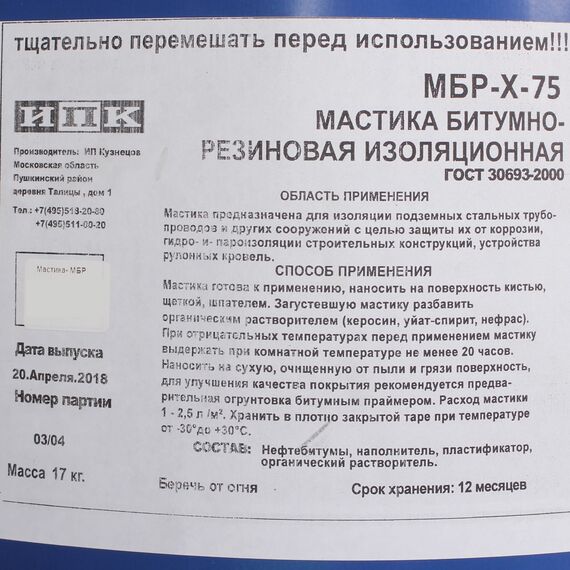 тщательно перемешать перед использованием!!!
ИПК
МБР-Х-75
МАСТИКА БИТУМНО-
РЕЗИНОВАЯ ИЗОЛЯЦИОННАЯ
ГОСТ 30693-2000
Производитель: ИП Кузнецов
Московская область
Пушкинский район
деревня Талицы , дом 1
Тел.: +7(495)518-20-80
+7(495)511-60-20
Мастика- МБР
Дата выпуска
20.Апреля.2018
Номер партии
03/04
Масса 17 кг.
ОБЛАСТЬ ПРИМЕНЕНИЯ
Мастика предназначена для изоляции подземных стальных трубо-
проводов и других сооружений с целью защиты их от коррозии,
гидро- и- пароизоляции строительных конструкций, устройства
рулонных кровель.
СПОСОБ ПРИМЕНЕНИЯ
Мастика готова к применению, наносить на поверхность кистью,
щеткой, шпателем. Загустевшую мастику разбавить
органическим растворителем (керосин, уйат-спирит, нефрас).
При отрицательных температурах перед применением мастику
выдержать при комнатной температуре не менее 20 часов.
Наносить на сухую, очищенную от пыли и грязи поверхность,
для улучшения качества покрытия рекомендуется предва-
рительная огрунтовка битумным праймером. Расход мастики
1 - 2,5 л /м². Хранить в плотно закрытой таре при температуре
от -30°до +30°С.
СОСТАВ: Нефтебитумы, наполнитель, пластификатор,
органический растворитель.
Беречь от огня
Срок хранения: 12 месяцев